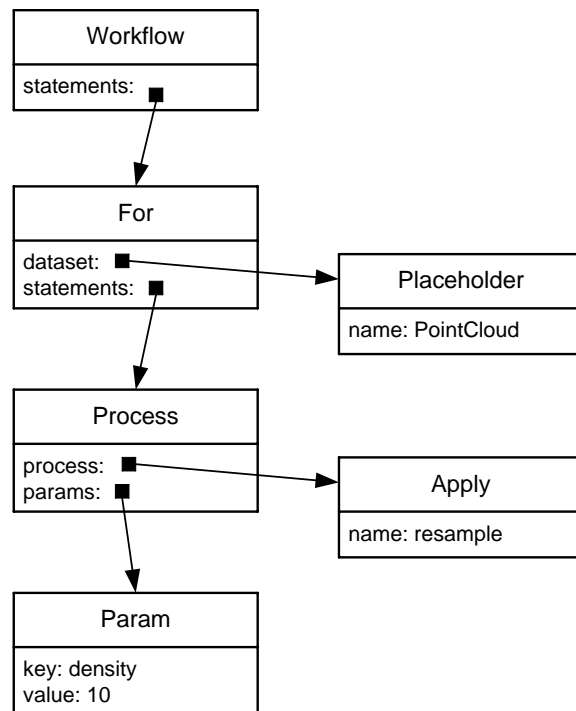 Workflow
statements:
For
dataset:
statements:
Placeholder
name: PointCloud
Process
process:
params:
Apply
name: resample
Param
key: density
value: 10